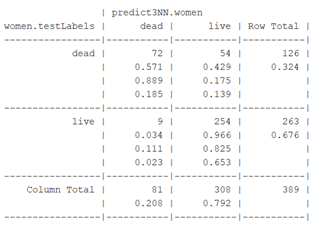 | predict3NN.women
women.testLabels | dead | live | Row Total |
-----------------|-----------|-----------|-----------|
dead | 72 | 54 | 126 |
| 0.571 | 0.429 | 0.324 |
| 0.889 | 0.175 | |
| 0.185 | 0.139 | |
-----------------|-----------|-----------|-----------|
live | 9 | 254 | 263 |
| 0.034 | 0.966 | 0.676 |
| 0.111 | 0.825 | |
| 0.023 | 0.653 | |
-----------------|-----------|-----------|-----------|
Column Total | 81 | 308 | 389 |
| 0.208 | 0.792 | |
-----------------|-----------|-----------|-----------|